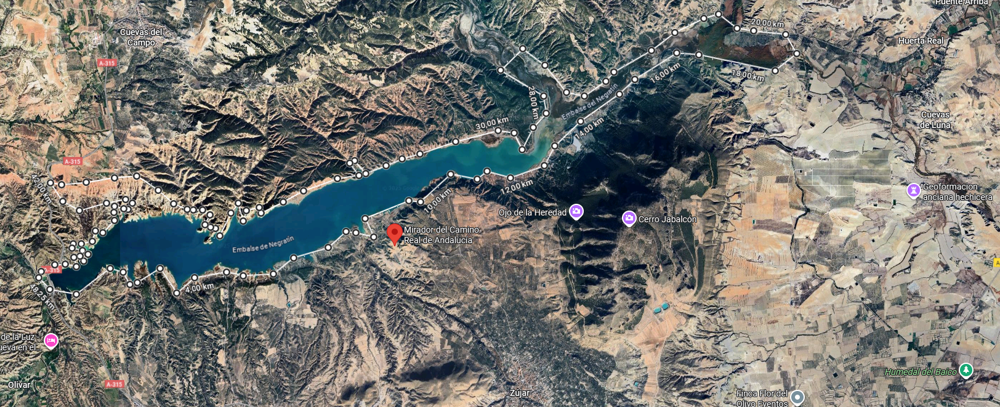 Puente Arriba
Cuevas del
Campo
20,00 km
Huerta Real
A-315
18,00 km
16,00 km
28,00 km
Embalse de Negratín
Cuevas
de Luna
30,00 km
14,00 km
A-315
42,00 km
12,00 km
Geoformacion
anciana hechicera
10,00 km
Ojo de la Heredad
Cerro Jabalcón
Mirador del Camino
Real de Andalucía
Embalse de Negratín
A-315
4,00 km
48,25 km
de la Luz -
ueva en el...
Humedal del Baíco
Olivar
A-315
Zújar
Finca Flor del
Olivo Eventos